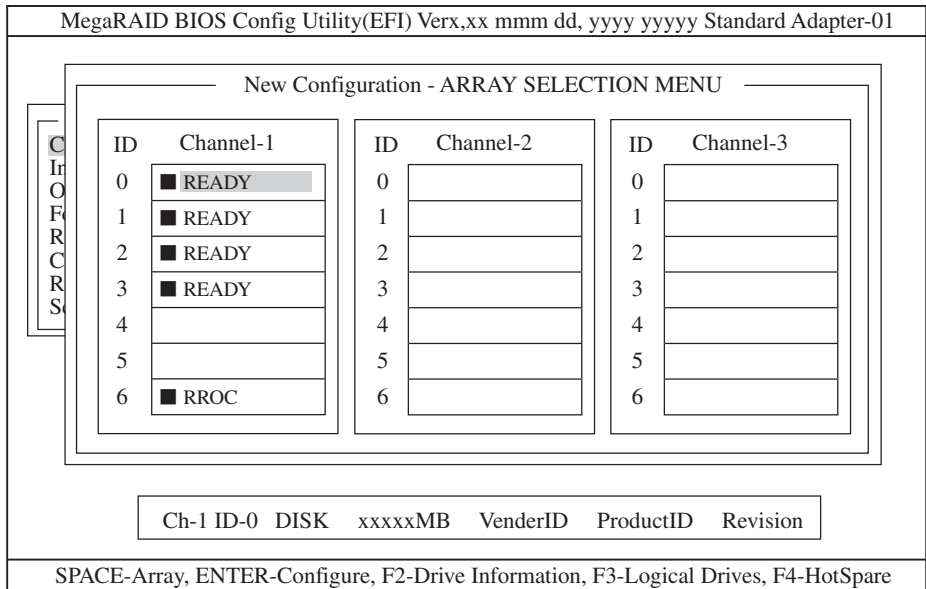 MegaRAID BIOS Config Utility(EFI) Verx,xx mmm dd, yyyy yyyyy Standard Adapter-01
New Configuration - ARRAY SELECTION MENU
C
In
O
Fo
R
C
R
Se
ID Channel-1
0 READY
1 READY
2 READY
3 READY
4
5
6 RROC
ID Channel-2
0
1
2
3
4
5
6
ID Channel-3
0
1
2
3
4
5
6
Ch-1 ID-0 DISK xxxxxMB VenderID ProductID Revision
SPACE-Array, ENTER-Configure, F2-Drive Information, F3-Logical Drives, F4-HotSpare